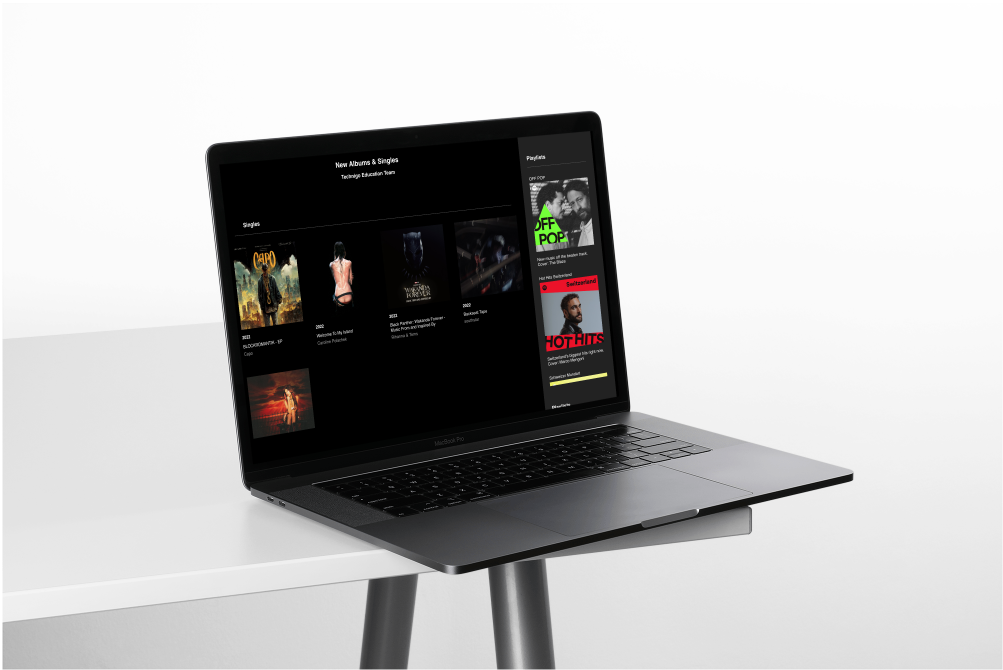 New Albums & Singles
Technigo Education Team
Singles
CAPO
2022
BLOCKROMANTIK - EP
Capo
2022
Welcome To My Island
Caroline Polachek
WAKANDA
FOREVER
2022
Black Panther: Wakanda Forever -
Music From and Inspired By
Rihanna & Tems
2022
Backseat Taps
Playlists
OFF POP
OFF
POP
New music off the beaten track.
Cover: The Blaze
Hot Hits Switzerland
Switzerland
HOT HITS
Switzerland's biggest hits right now.
Cover: Marco Mengoni
Schweizer Mundart
MacBook Pro